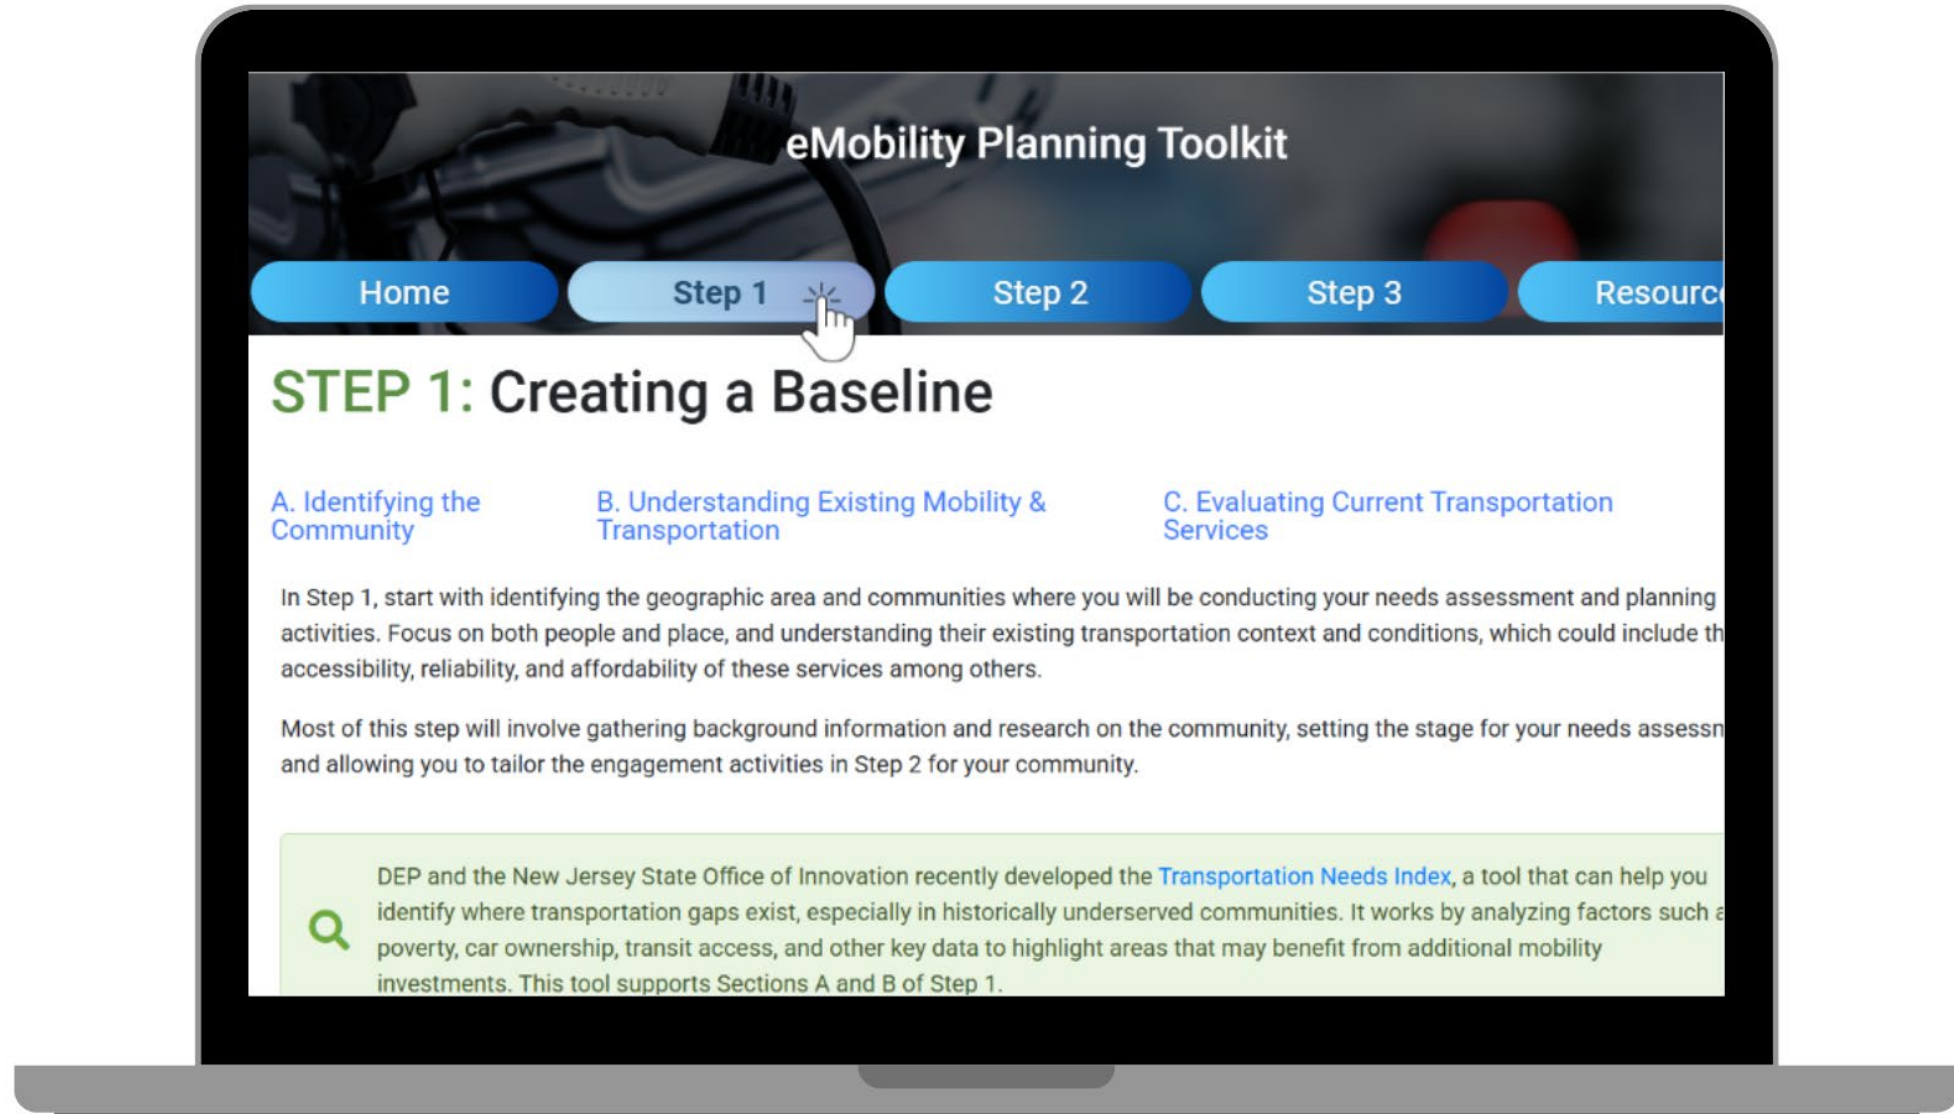 eMobility Planning Toolkit
Home
Step 1
Step 2
Step 3
STEP 1: Creating a Baseline
A. Identifying the
Community
B. Understanding Existing Mobility &
Transportation
C. Evaluating Current Transportation
Services
In Step 1, start with identifying the geographic area and communities where you will be conducting your needs assessment and planning
activities. Focus on both people and place, and understanding their existing transportation context and conditions, which could include
accessibility, reliability, and affordability of these services among others.
Most of this step will involve gathering background information and research on the community, setting the stage for your needs
and allowing you to tailor the engagement activities in Step 2 for your community.
DEP and the New Jersey State Office of Innovation recently developed the Transportation Needs Index, a tool that can help you
identify where transportation gaps exist, especially in historically underserved communities. It works by analyzing factors such
poverty, car ownership, transit access, and other key data to highlight areas that may benefit from additional mobility
investments. This tool supports Sections A and B of Step 1.